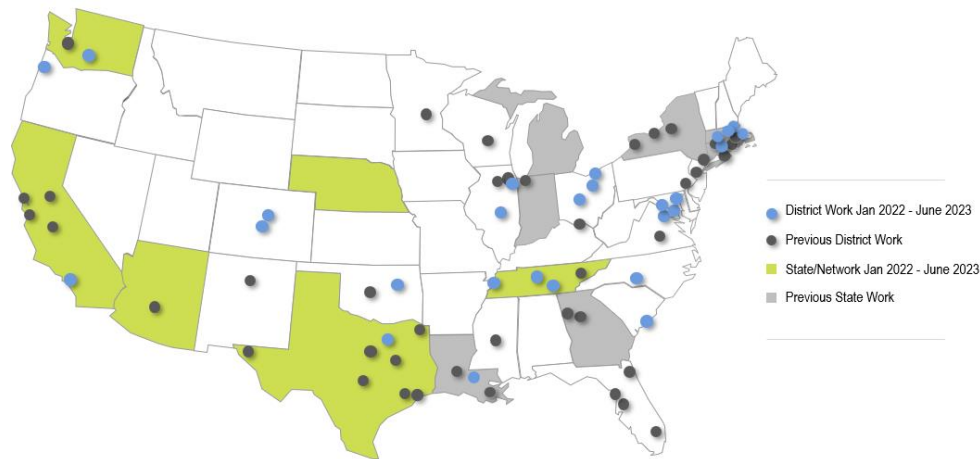 District Work Jan 2022 - June 2023
Previous District Work
State/Network Jan 2022 - June 2023
Previous State Work